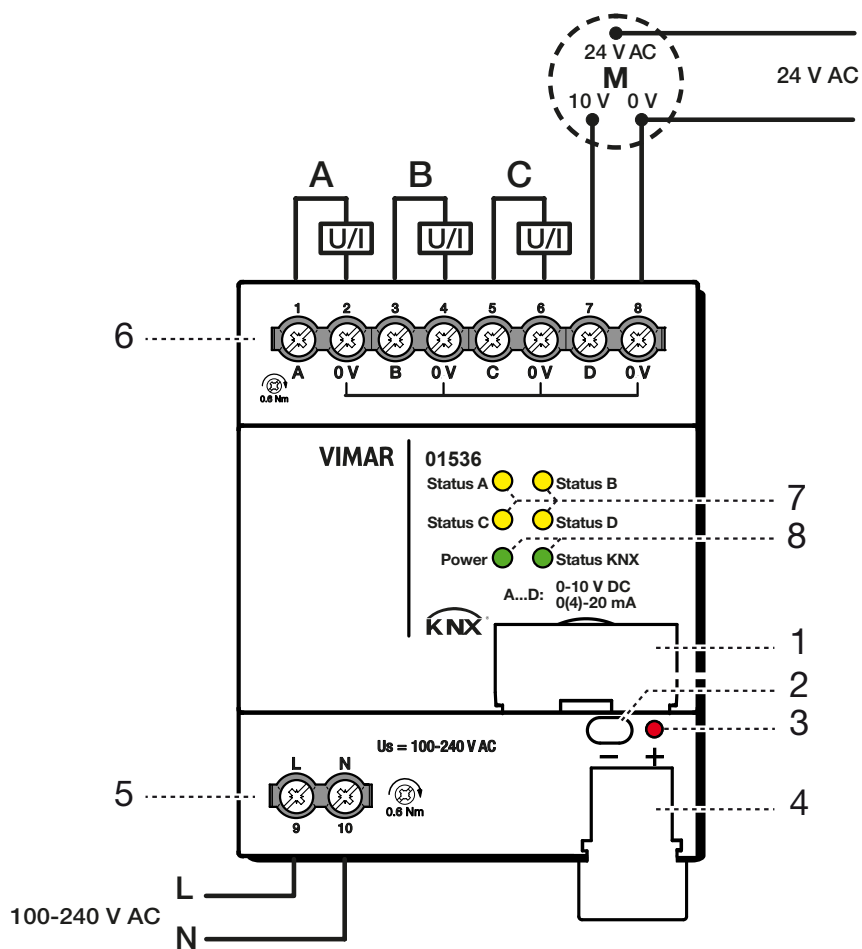 24 V AC
M
10 V 0 V
24 V AC
A B C
U/I U/I U/I
1 2 3 4 5 6 7 8
6
A 0 V B 0 V C 0 V D 0 V
0.6 Nm
VIMAR 01536
Status A Status B
7
Status C Status D
8
Power Status KNX
A...D: 0-10 V DC
0(4)-20 mA
KNX
1
2
3
Us = 100-240 V AC
– +
L N
5
4
0.6 Nm
9 10
L
100-240 V AC
N